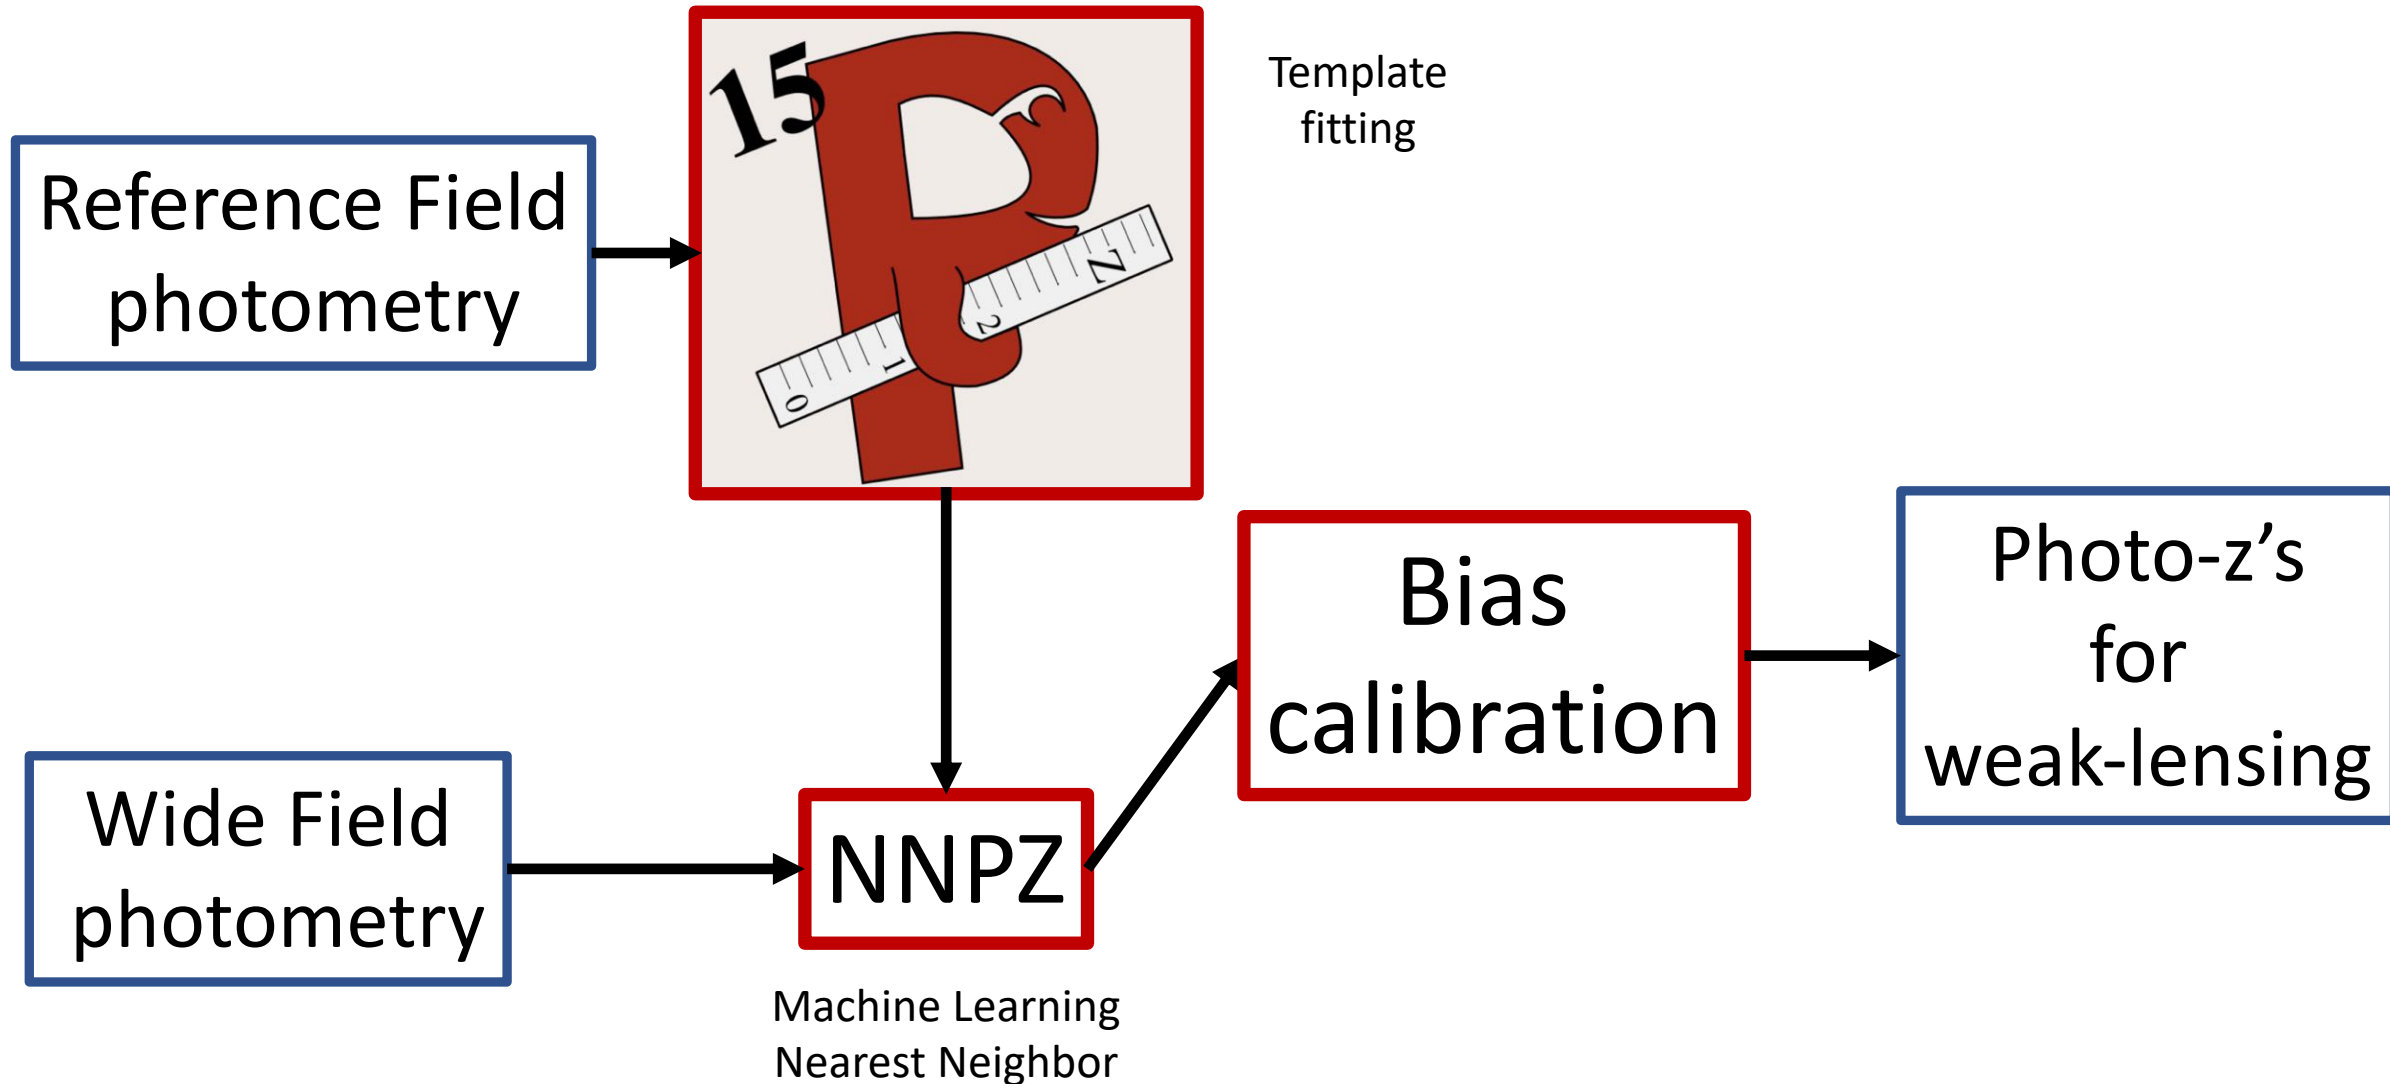 15
Template
fitting
Reference Field
photometry
0
1
2
Z
Bias
calibration
Photo-z’s
for
weak-lensing
Wide Field
photometry
NNPZ
Machine Learning
Nearest Neighbor